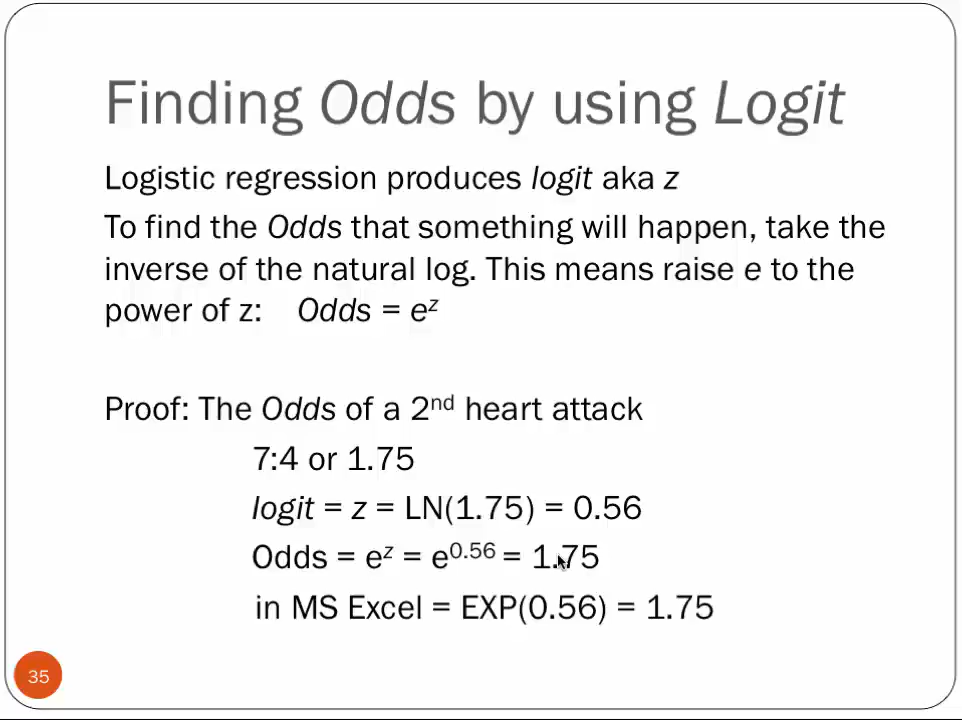 Finding Odds by using Logit
Logistic regression produces logit aka z
To find the Odds that something will happen, take the
inverse of the natural log. This means raise e to the
power of z: Odds = eᶻ
Proof: The Odds of a 2ⁿᵈ heart attack
7:4 or 1.75
logit = z = LN(1.75) = 0.56
Odds = eᶻ = e⁰·⁵⁶ = 1.75
in MS Excel = EXP(0.56) = 1.75
35